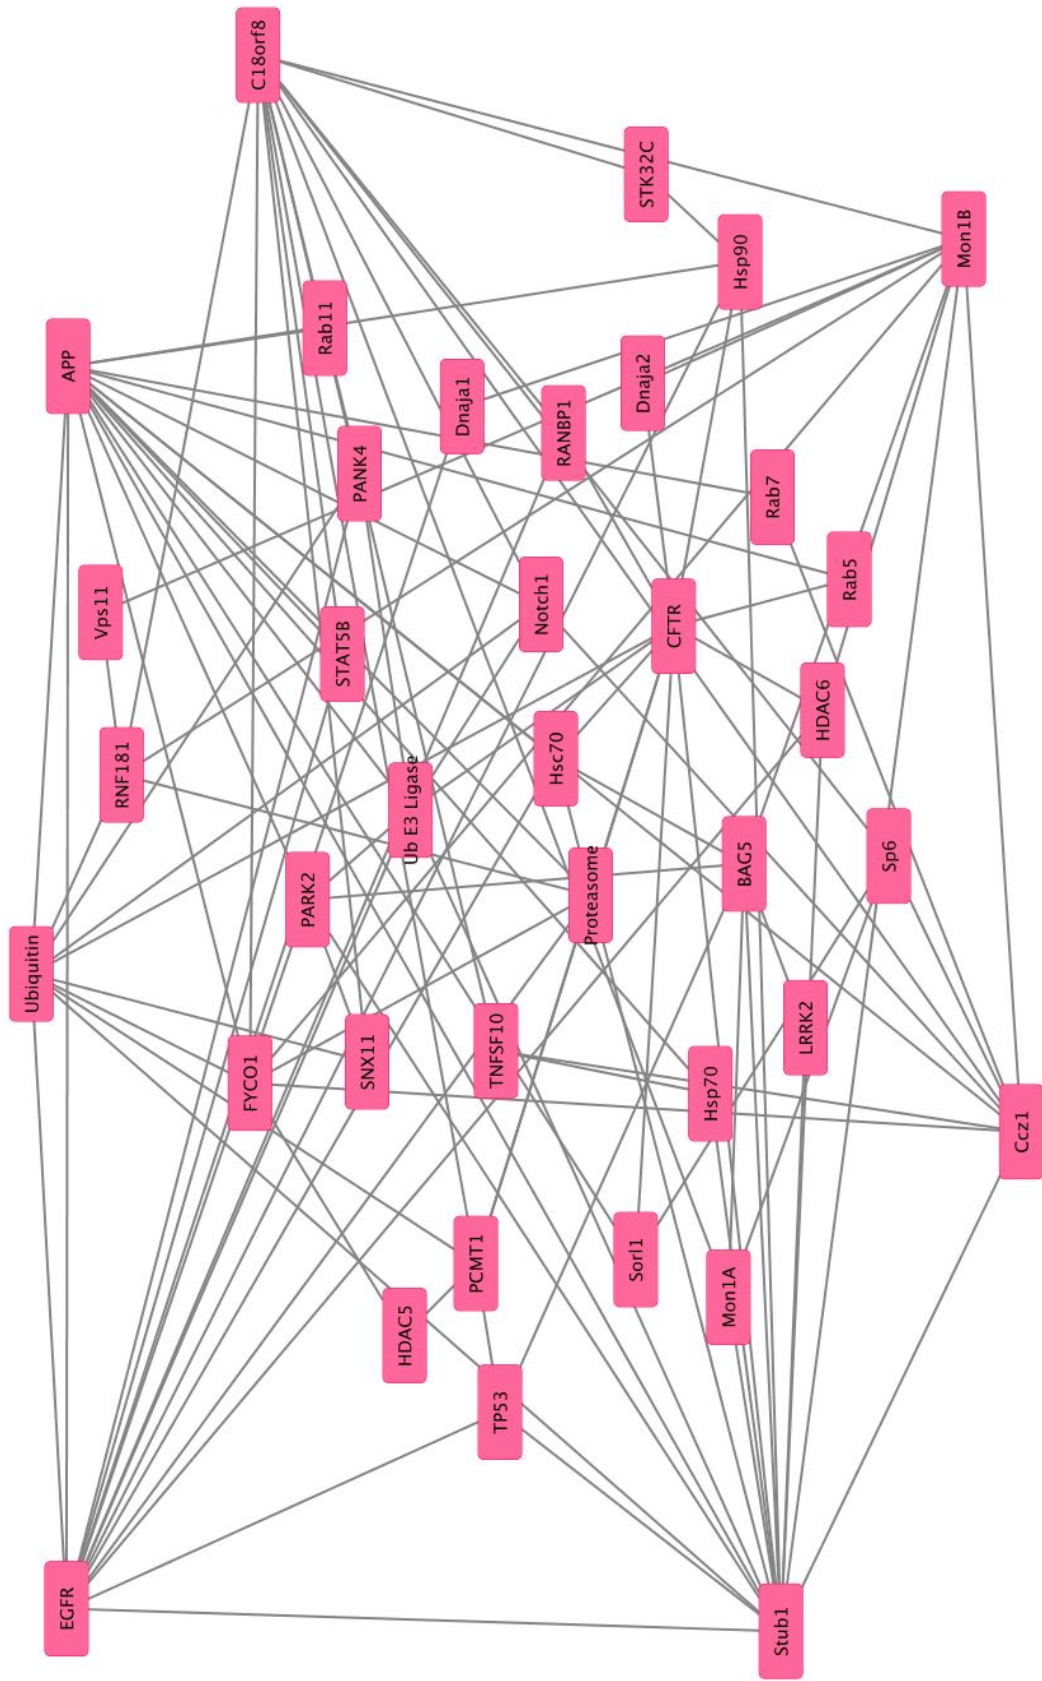 C18orf8
STK32C
Mon1B
Hsp90
APP
Rab11
Dnaja2
Dnaja1
RANBP1
PANK4
Rab7
Rab5
Vps11
Notch1
CFTR
STAT5B
HDAC6
RNF181
Hsc70
Ub E3 Ligase
Sp6
BAG5
Proteasome
PARK2
Ubiquitin
LRRK2
TNFSF10
SNX11
FYCO1
Hsp70
Ccz1
Sorl1
PCMT1
Mon1A
HDAC5
TP53
EGFR
Stub1